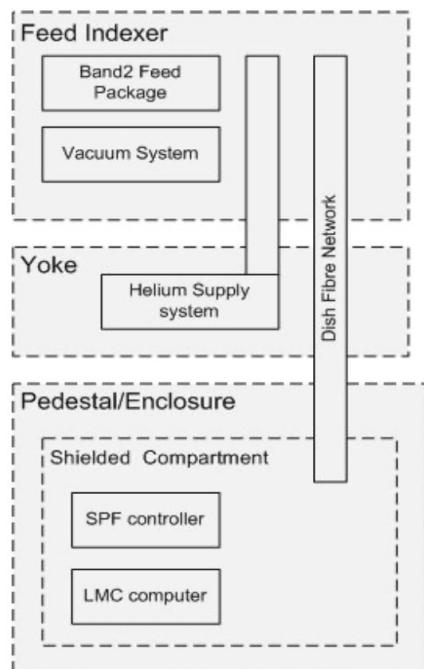 Feed Indexer
Band2 Feed
Package
Vacuum System
Dish Fibre Network
Yoke
Helium Supply
system
Pedestal/Enclosure
Shielded Compartment
SPF controller
LMC computer